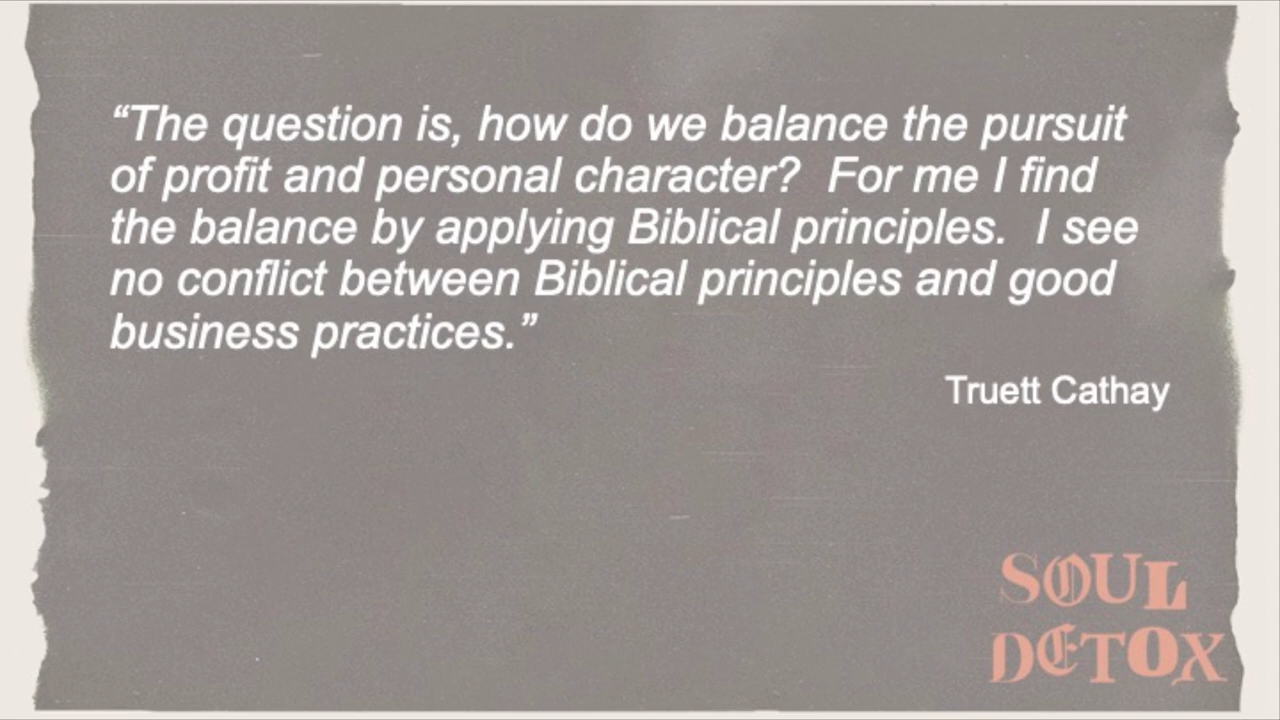 “The question is, how do we balance the pursuit
of profit and personal character?  For me I find
the balance by applying Biblical principles.  I see
no conflict between Biblical principles and good
business practices.”
Truett Cathay
SOUL
DETOX